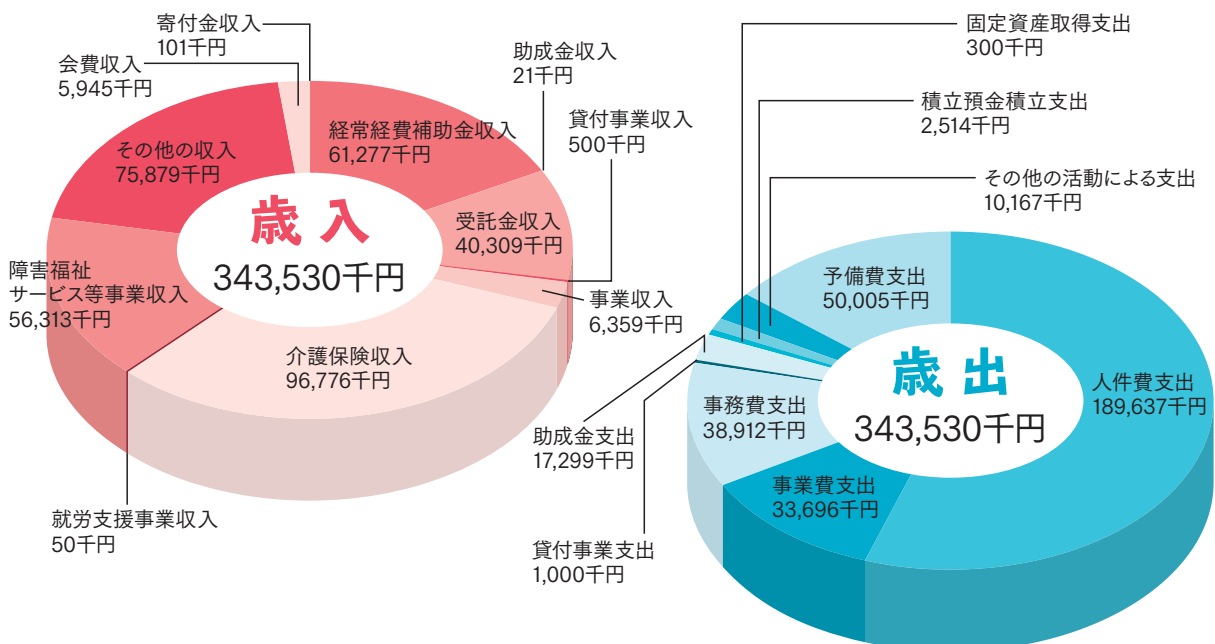 寄付金収入
101千円
会費収入
5,945千円
助成金収入
21千円
貸付事業収入
500千円
経常経費補助金収入
61,277千円
その他の収入
75,879千円
歳入
343,530千円
受託金収入
40,309千円
障害福祉
サービス等事業収入
56,313千円
事業収入
6,359千円
介護保険収入
96,776千円
就労支援事業収入
50千円
固定資産取得支出
300千円
積立預金積立支出
2,514千円
その他の活動による支出
10,167千円
予備費支出
50,005千円
歳出
343,530千円
人件費支出
189,637千円
事務費支出
38,912千円
助成金支出
17,299千円
事業費支出
33,696千円
貸付事業支出
1,000千円